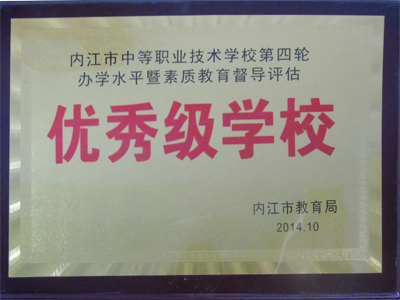 内江市中等职业技术学校第四轮
办学水平暨素质教育督导评估
优秀级学校
内江市教育局
2014.10